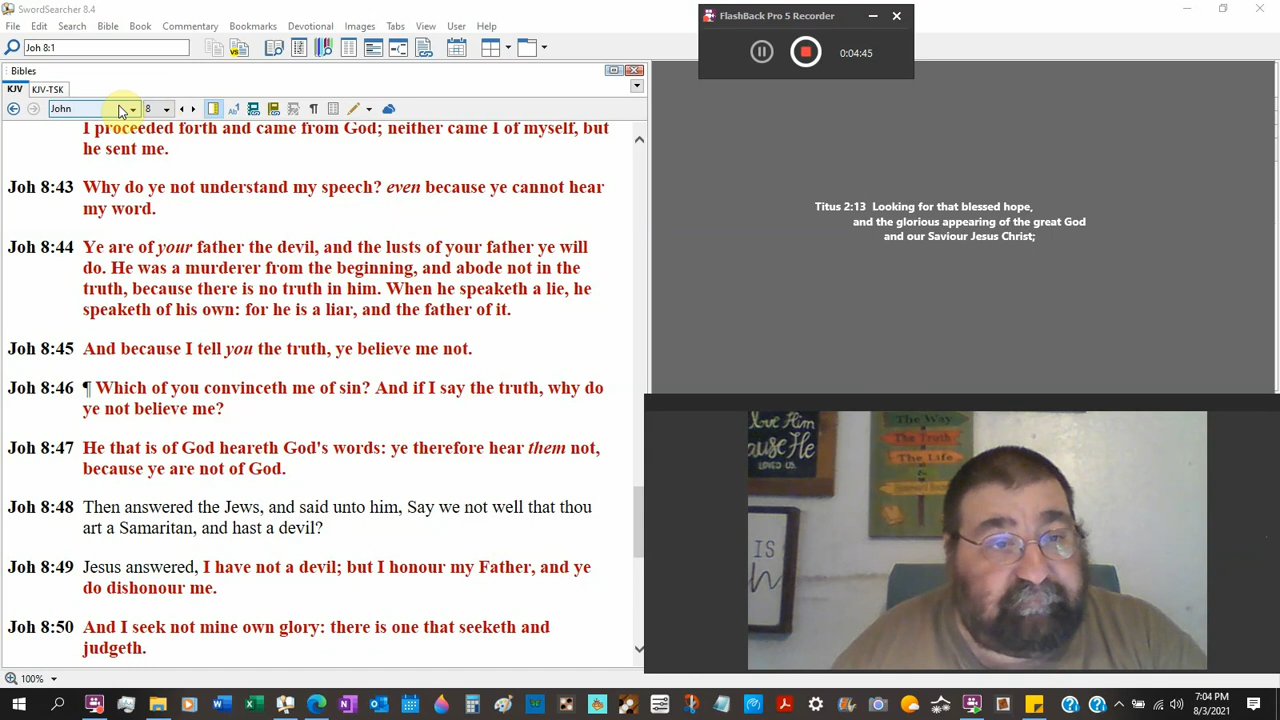 SwordSearcher 8.4
File Edit Search Bible Book Commentary Bookmarks Devotional Images Tabs View User Help
Joh 8:1
VS
Bibles
KJV KJV-TSK
John 8
I proceeded forth and came from God; neither came I of myself, but
he sent me.
Joh 8:43 Why do ye not understand my speech? even because ye cannot hear
my word.
Joh 8:44 Ye are of your father the devil, and the lusts of your father ye will
do. He was a murderer from the beginning, and abode not in the
truth, because there is no truth in him. When he speaketh a lie, he
speaketh of his own: for he is a liar, and the father of it.
Joh 8:45 And because I tell you the truth, ye believe me not.
Joh 8:46 ¶ Which of you convinceth me of sin? And if I say the truth, why do
ye not believe me?
Joh 8:47 He that is of God heareth God's words: ye therefore hear them not,
because ye are not of God.
Joh 8:48 Then answered the Jews, and said unto him, Say we not well that thou
art a Samaritan, and hast a devil?
Joh 8:49 Jesus answered, I have not a devil; but I honour my Father, and ye
do dishonour me.
Joh 8:50 And I seek not mine own glory: there is one that seeketh and
judgeth.
100%
FlashBack Pro 5 Recorder
0:04:45
Titus 2:13 Looking for that blessed hope,
and the glorious appearing of the great God
and our Saviour Jesus Christ;
Love Him
cause He
LOVED US.
The Way
The Truth
The Life
IS
7:04 PM
8/3/2021